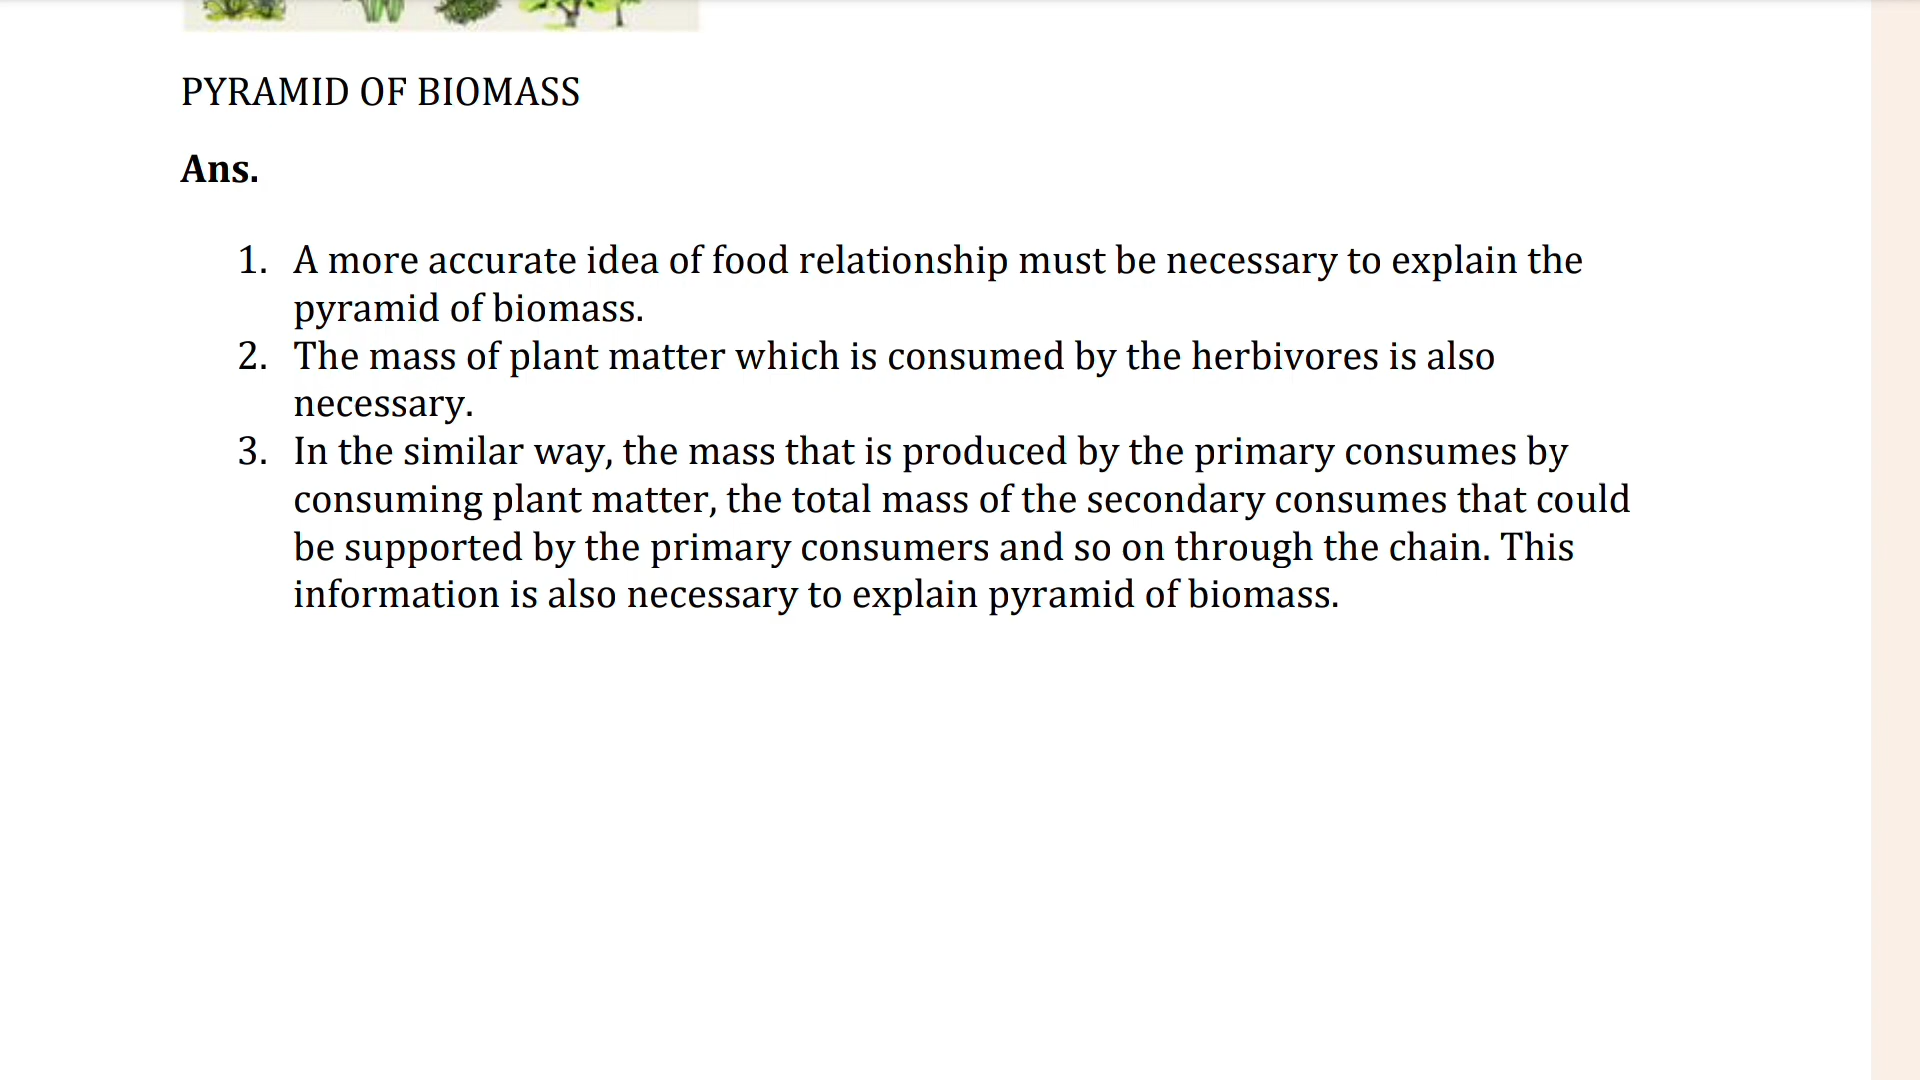 PYRAMID OF BIOMASS
Ans.
1. A more accurate idea of food relationship must be necessary to explain the
pyramid of biomass.
2. The mass of plant matter which is consumed by the herbivores is also
necessary.
3. In the similar way, the mass that is produced by the primary consumes by
consuming plant matter, the total mass of the secondary consumes that could
be supported by the primary consumers and so on through the chain. This
information is also necessary to explain pyramid of biomass.